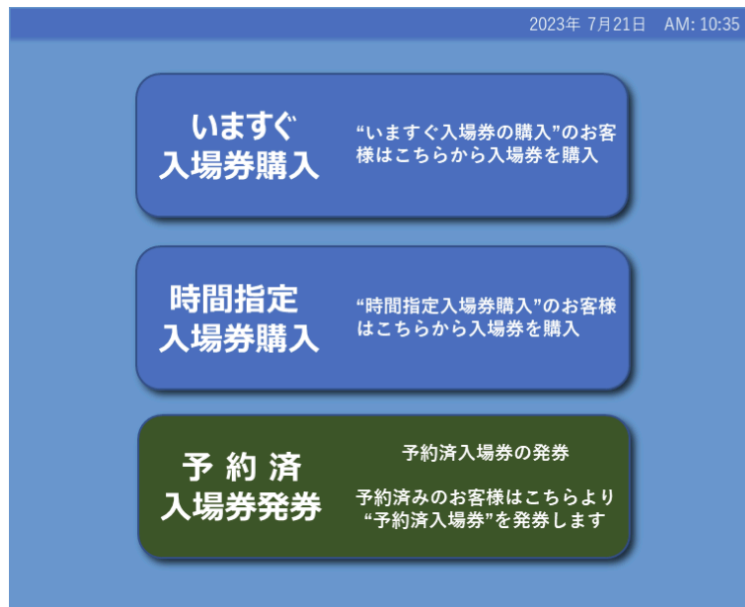 2023年 7月21日 AM: 10:35
いますぐ
入場券購入
“いますぐ入場券の購入”のお客
様はこちらから入場券を購入
時間指定
入場券購入
“時間指定入場券購入”のお客様
はこちらから入場券を購入
予 約 済
入場券発券
予約済入場券の発券
予約済みのお客様はこちらより
“予約済入場券”を発券します